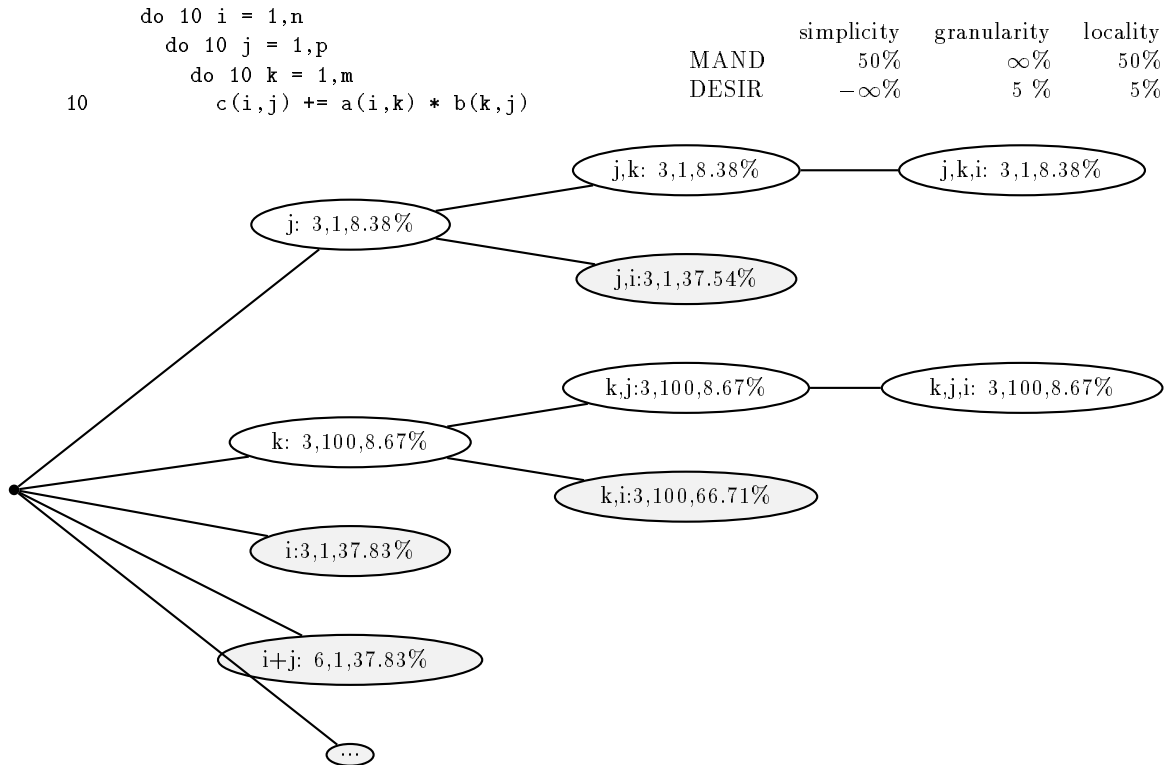 do 10 i = 1,n
do 10 j = 1,p
do 10 k = 1,m
10 c(i,j) += a(i,k) * b(k,j)
simplicity granularity locality
MAND 50% ∞% 50%
DESIR −∞% 5 % 5%
j,k: 3,1,8.38%
j,k,i: 3,1,8.38%
j: 3,1,8.38%
j,i:3,1,37.54%
k,j:3,100,8.67%
k,j,i: 3,100,8.67%
k: 3,100,8.67%
k,i:3,100,66.71%
i:3,1,37.83%
i+j: 6,1,37.83%
...